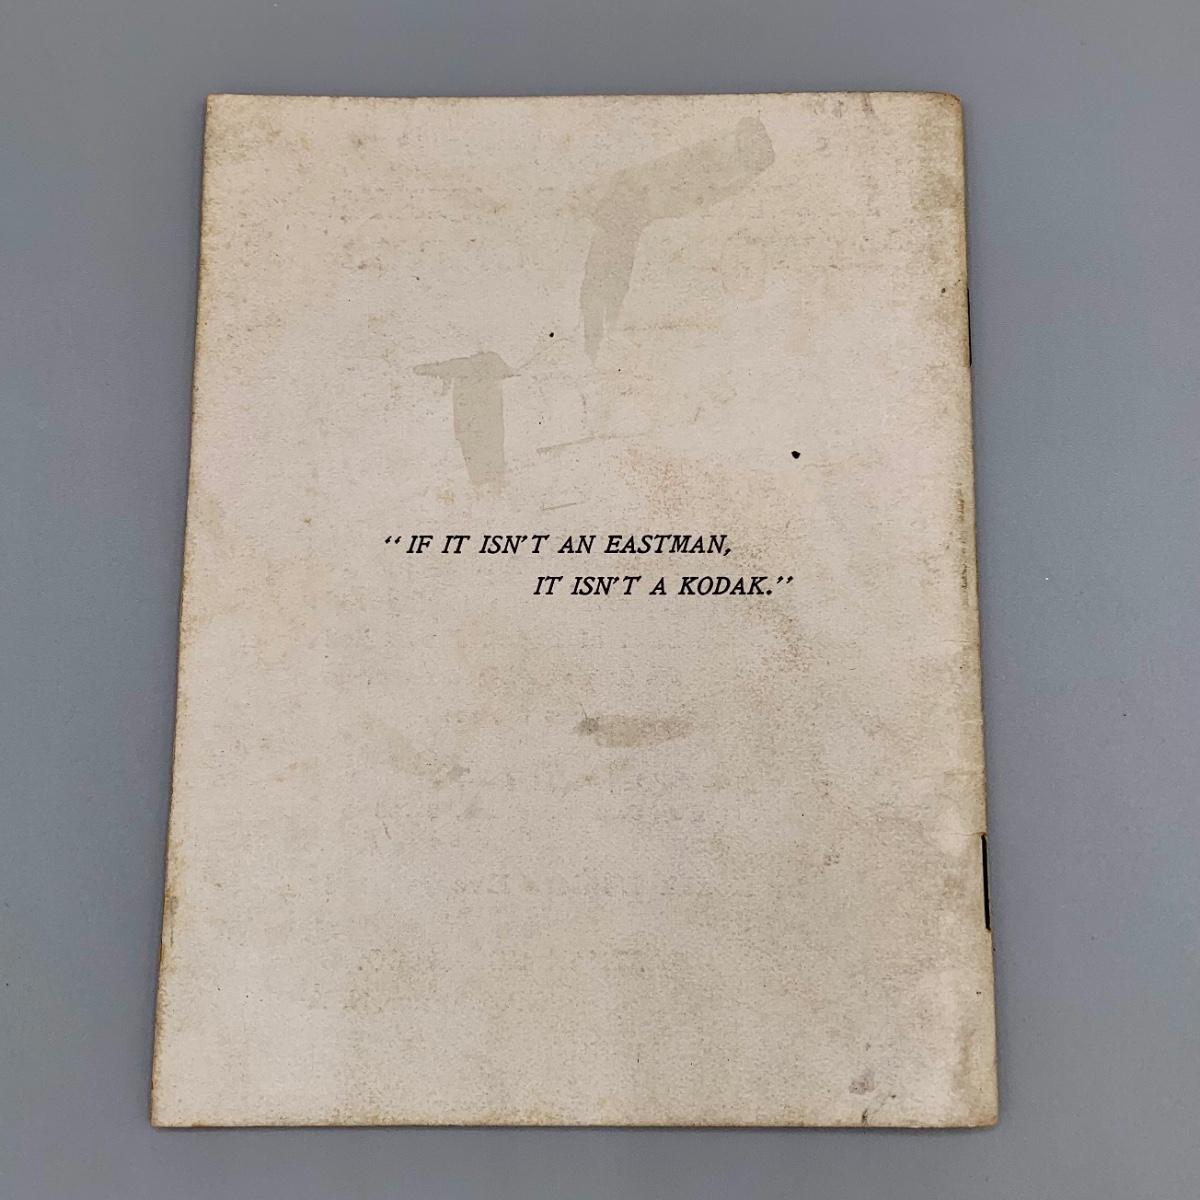 “IF IT ISN’T AN EASTMAN,
IT ISN’T A KODAK.”